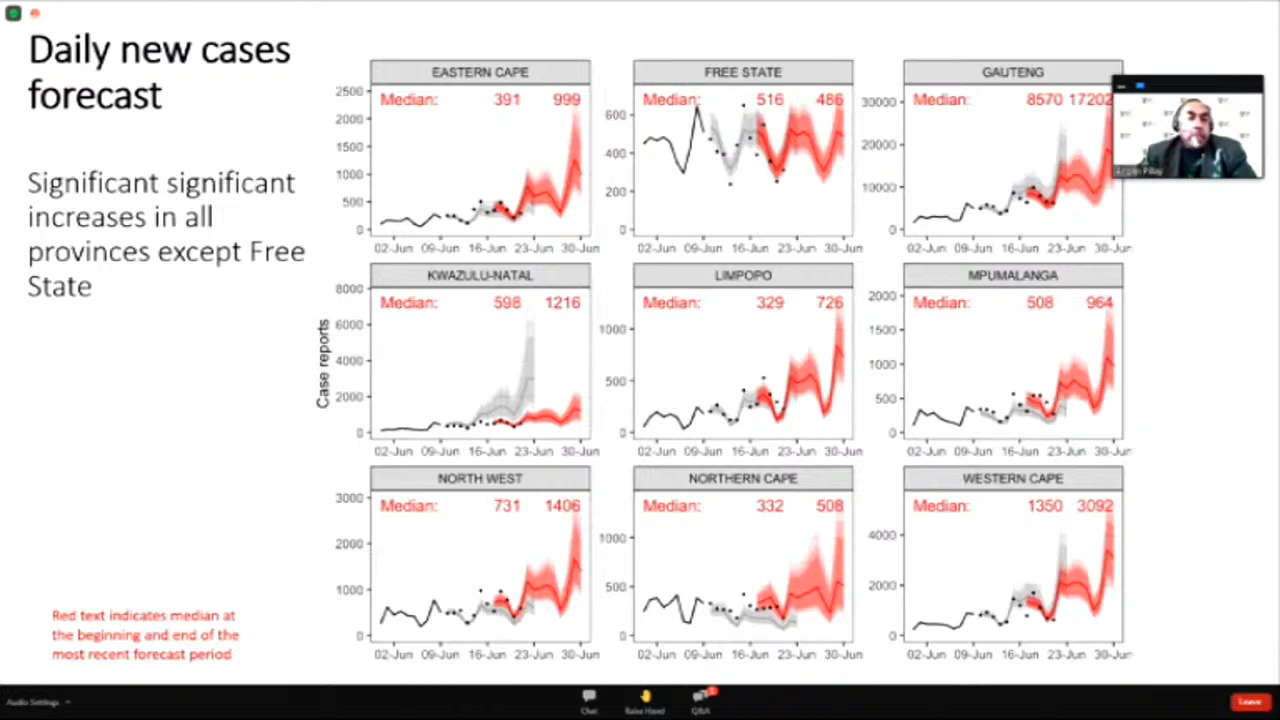 Daily new cases
forecast
Significant significant
increases in all
provinces except Free
State
Red text indicates median at
the beginning and end of the
most recent forecast period
Case reports
EASTERN CAPE
Median: 391 999
2500
2000
1500
1000
500
0
02-Jun 09-Jun 16-Jun 23-Jun 30-Jun
FREE STATE
Median: 516 486
600
400
200
0
02-Jun 09-Jun 16-Jun 23-Jun 30-Jun
GAUTENG
Median: 8570 17202
30000
20000
10000
0
02-Jun 09-Jun 16-Jun 23-Jun 30-Jun
KWAZULU-NATAL
Median: 598 1216
8000
6000
4000
2000
0
02-Jun 09-Jun 16-Jun 23-Jun 30-Jun
LIMPOPO
Median: 329 726
1000
500
0
02-Jun 09-Jun 16-Jun 23-Jun 30-Jun
MPUMALANGA
Median: 508 964
2000
1500
1000
500
0
02-Jun 09-Jun 16-Jun 23-Jun 30-Jun
NORTH WEST
Median: 731 1406
3000
2000
1000
0
02-Jun 09-Jun 16-Jun 23-Jun 30-Jun
NORTHERN CAPE
Median: 332 508
1000
500
0
02-Jun 09-Jun 16-Jun 23-Jun 30-Jun
WESTERN CAPE
Median: 1350 3092
4000
2000
0
02-Jun 09-Jun 16-Jun 23-Jun 30-Jun
Pillay
Audio Settings
Chat
Raise Hand
Q&A
Leave